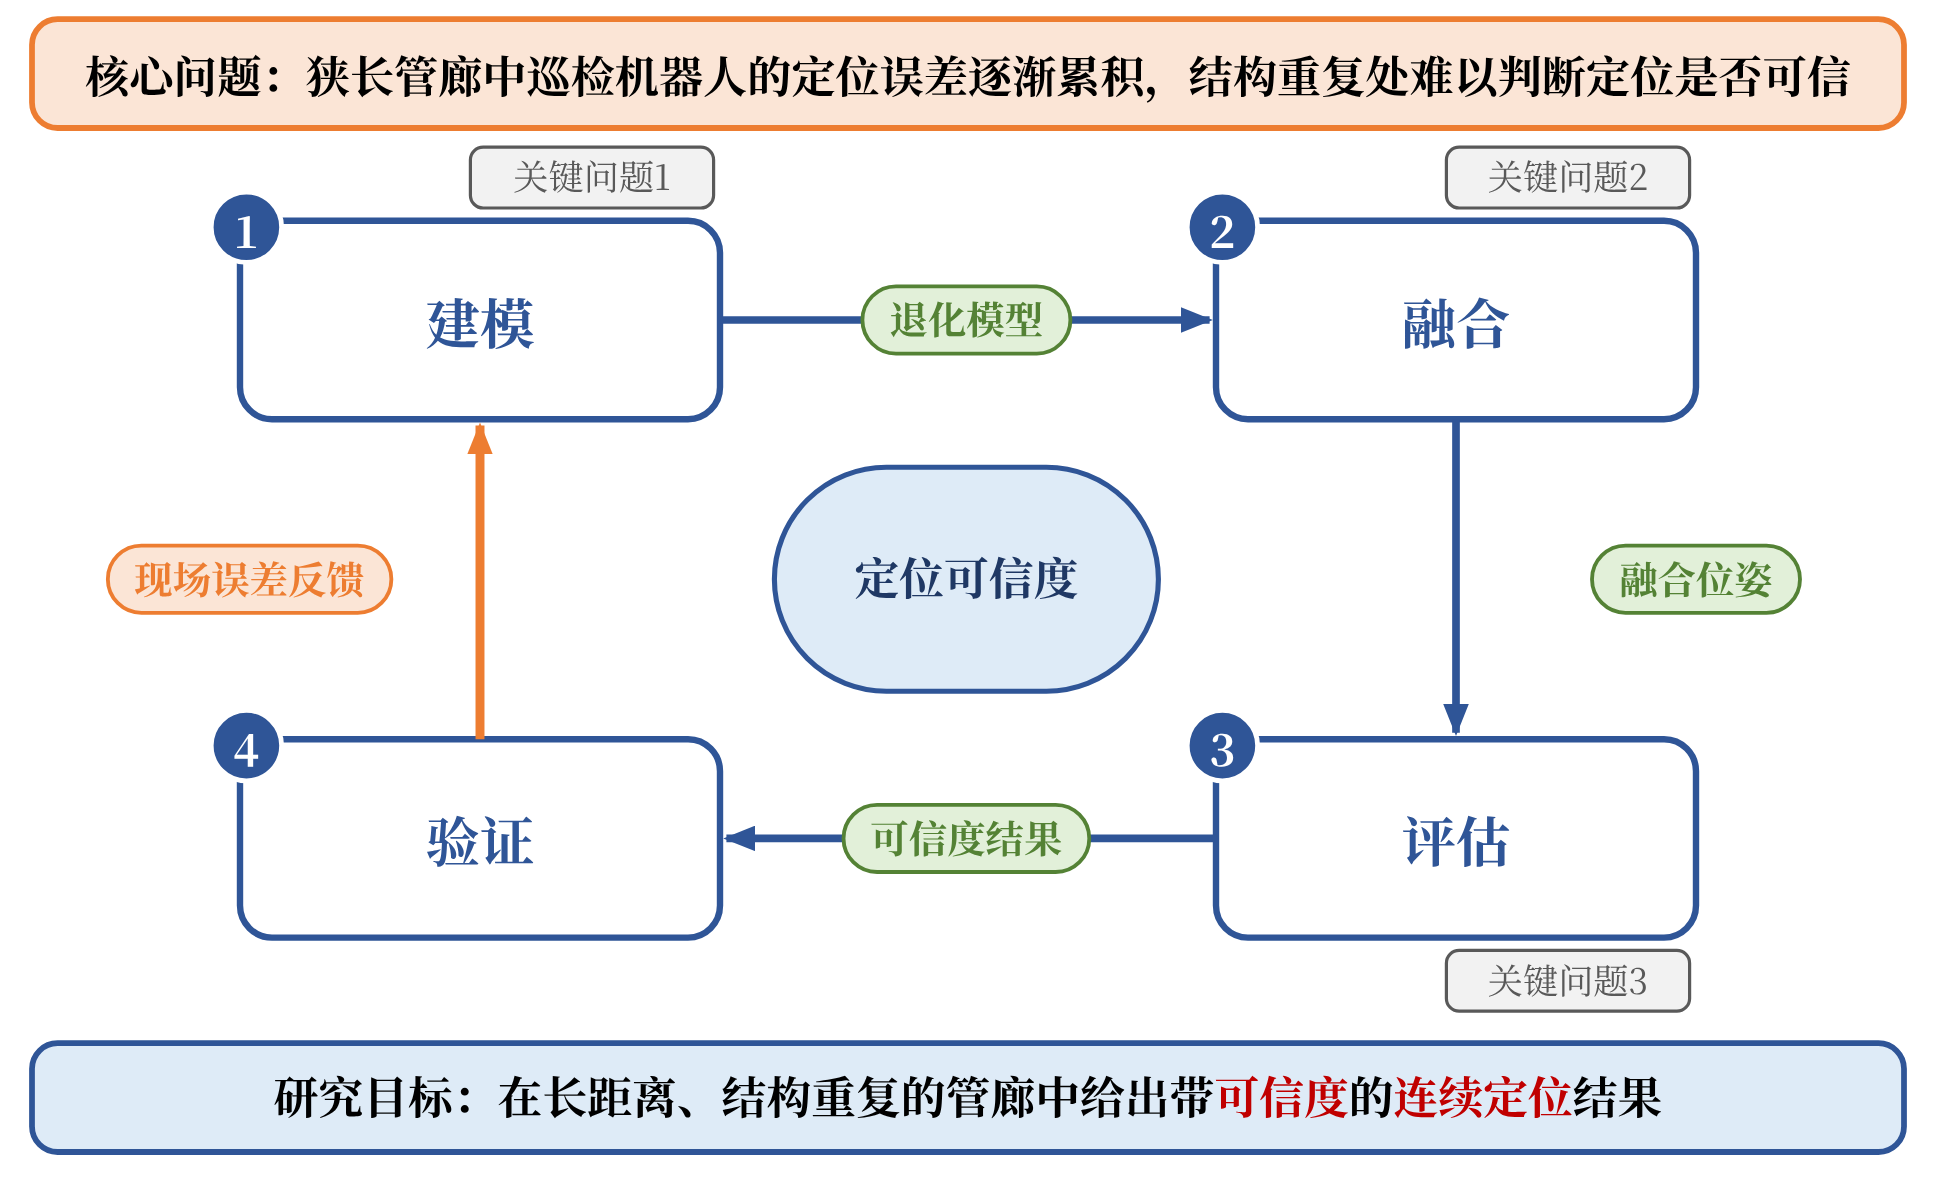 核心问题：狭长管廊中巡检机器人的定位误差逐渐累积，结构重复处难以判断定位是否可信
关键问题1
关键问题2
1
建模
退化模型
2
融合
现场误差反馈
定位可信度
融合位姿
4
验证
可信度结果
3
评估
关键问题3
研究目标：在长距离、结构重复的管廊中给出带可信度的连续定位结果